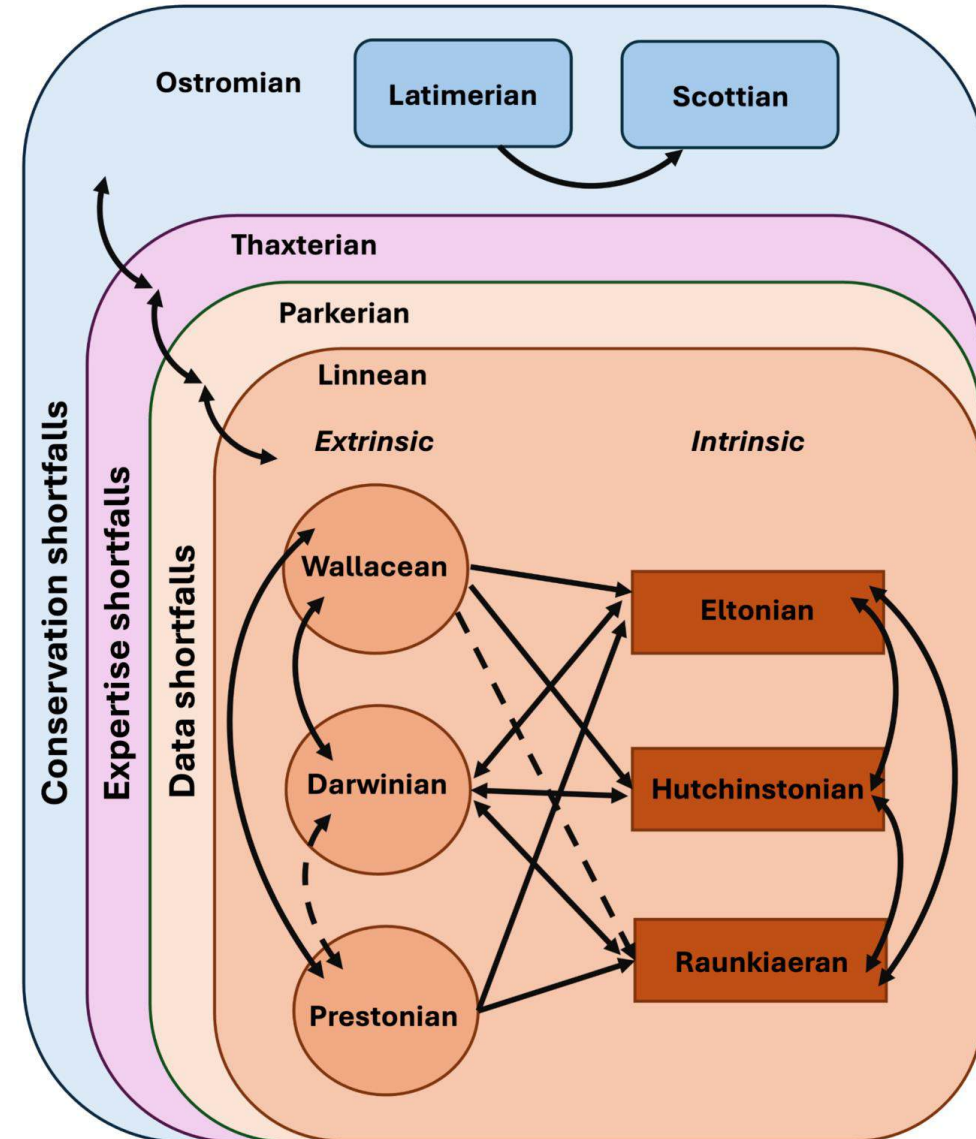 Ostromian
Latimerian
Scottian
Thaxterian
Parkerian
Linnean
Extrinsic
Intrinsic
Wallacean
Eltonian
Darwinian
Hutchinstonian
Raunkiaeran
Prestonian
Conservation shortfalls
Expertise shortfalls
Data shortfalls